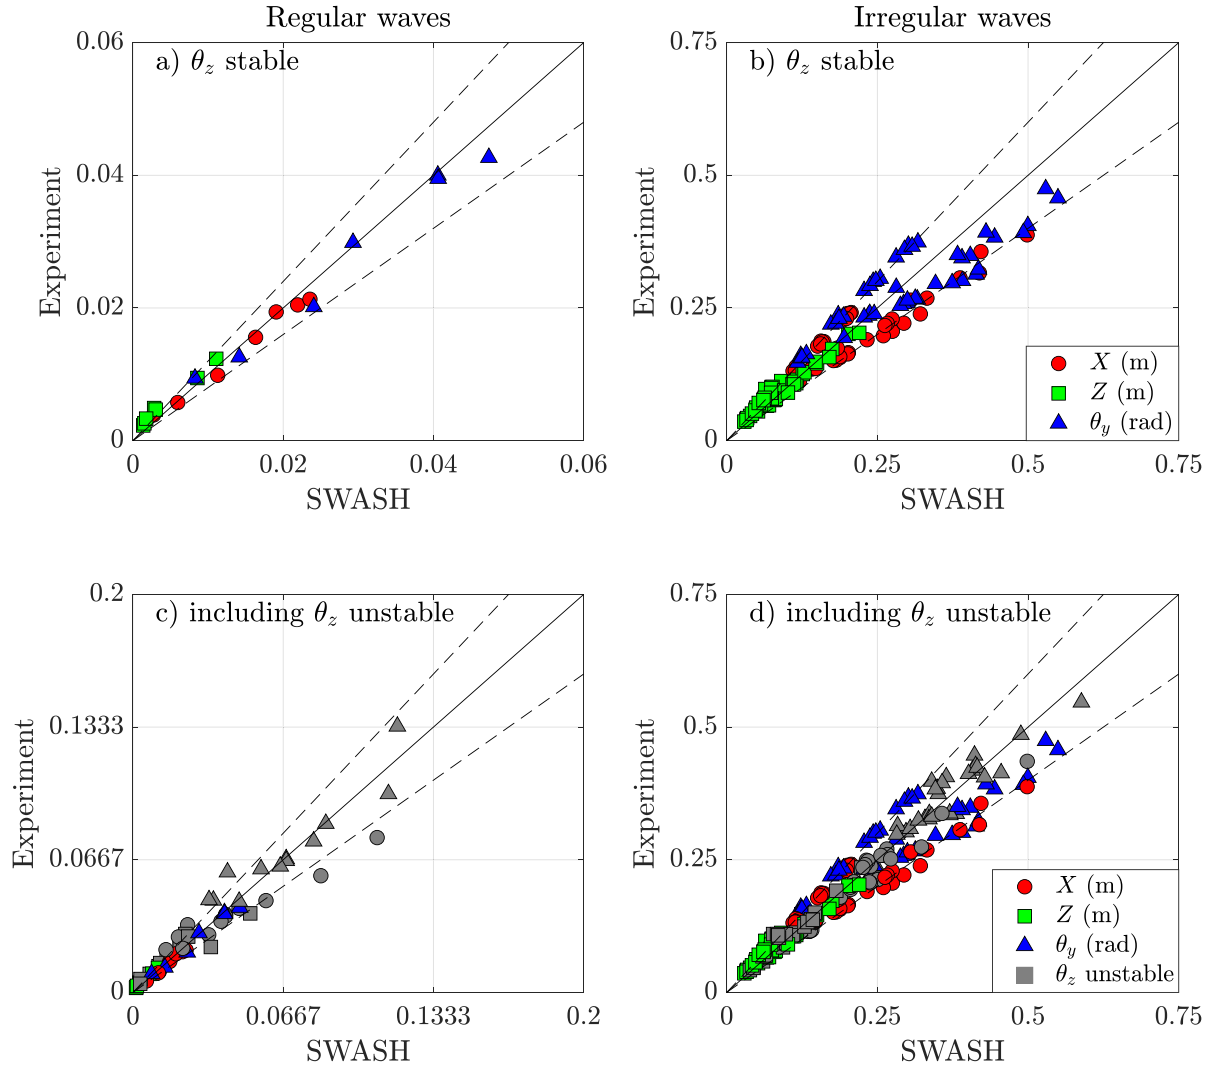 Regular waves
Irregular waves
a) θz stable
0.06
0.04
0.02
0
0 0.02 0.04 0.06
Experiment
SWASH
b) θz stable
0.75
0.5
0.25
0
0 0.25 0.5 0.75
Experiment
SWASH
X (m)
Z (m)
θy (rad)
c) including θz unstable
0.2
0.1333
0.0667
0
0 0.0667 0.1333 0.2
Experiment
SWASH
d) including θz unstable
0.75
0.5
0.25
0
0 0.25 0.5 0.75
Experiment
SWASH
X (m)
Z (m)
θy (rad)
θz unstable